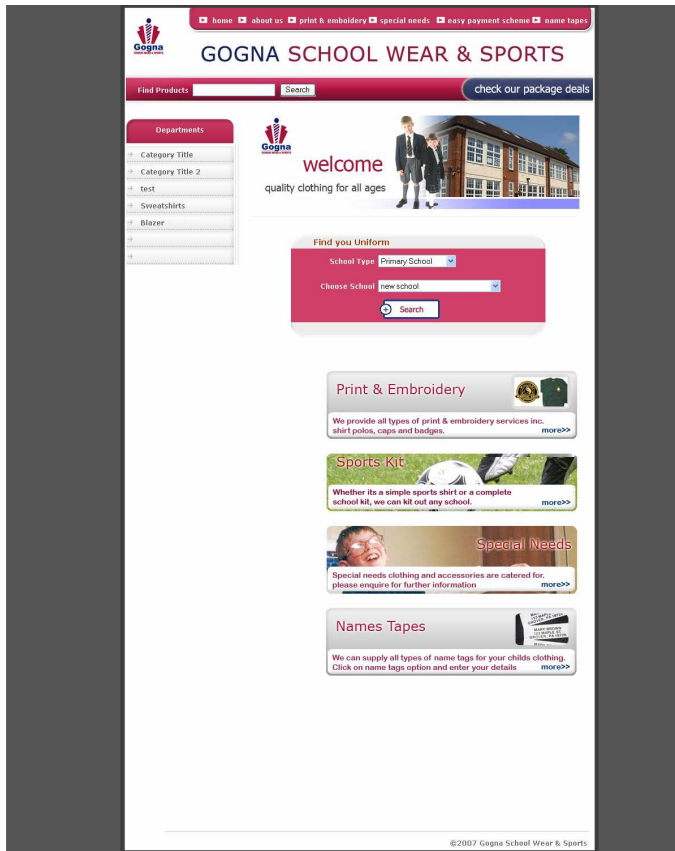 home about us print & emboidery special needs easy payment scheme name tapes
Gogna
GOGNA SCHOOL WEAR & SPORTS
Find Products Search check our package deals
Departments
Category Title
Category Title 2
test
Sweatshirts
Blazer
Gogna
welcome
quality clothing for all ages
Find you Uniform
School Type Primary School
Choose School new school
Search
Print & Embroidery
We provide all types of print & embroidery services inc.
shirt polos, caps and badges. more>>
Sports Kit
Whether its a simple sports shirt or a complete
school kit, we can kit out any school. more>>
Special Needs
Special needs clothing and accessories are catered for.
please enquire for further information more>>
Names Tapes
MARY BROWN
123 MAPLE ST.
We can supply all types of name tags for your childs clothing.
Click on name tags option and enter your details more>>
©2007 Gogna School Wear & Sports